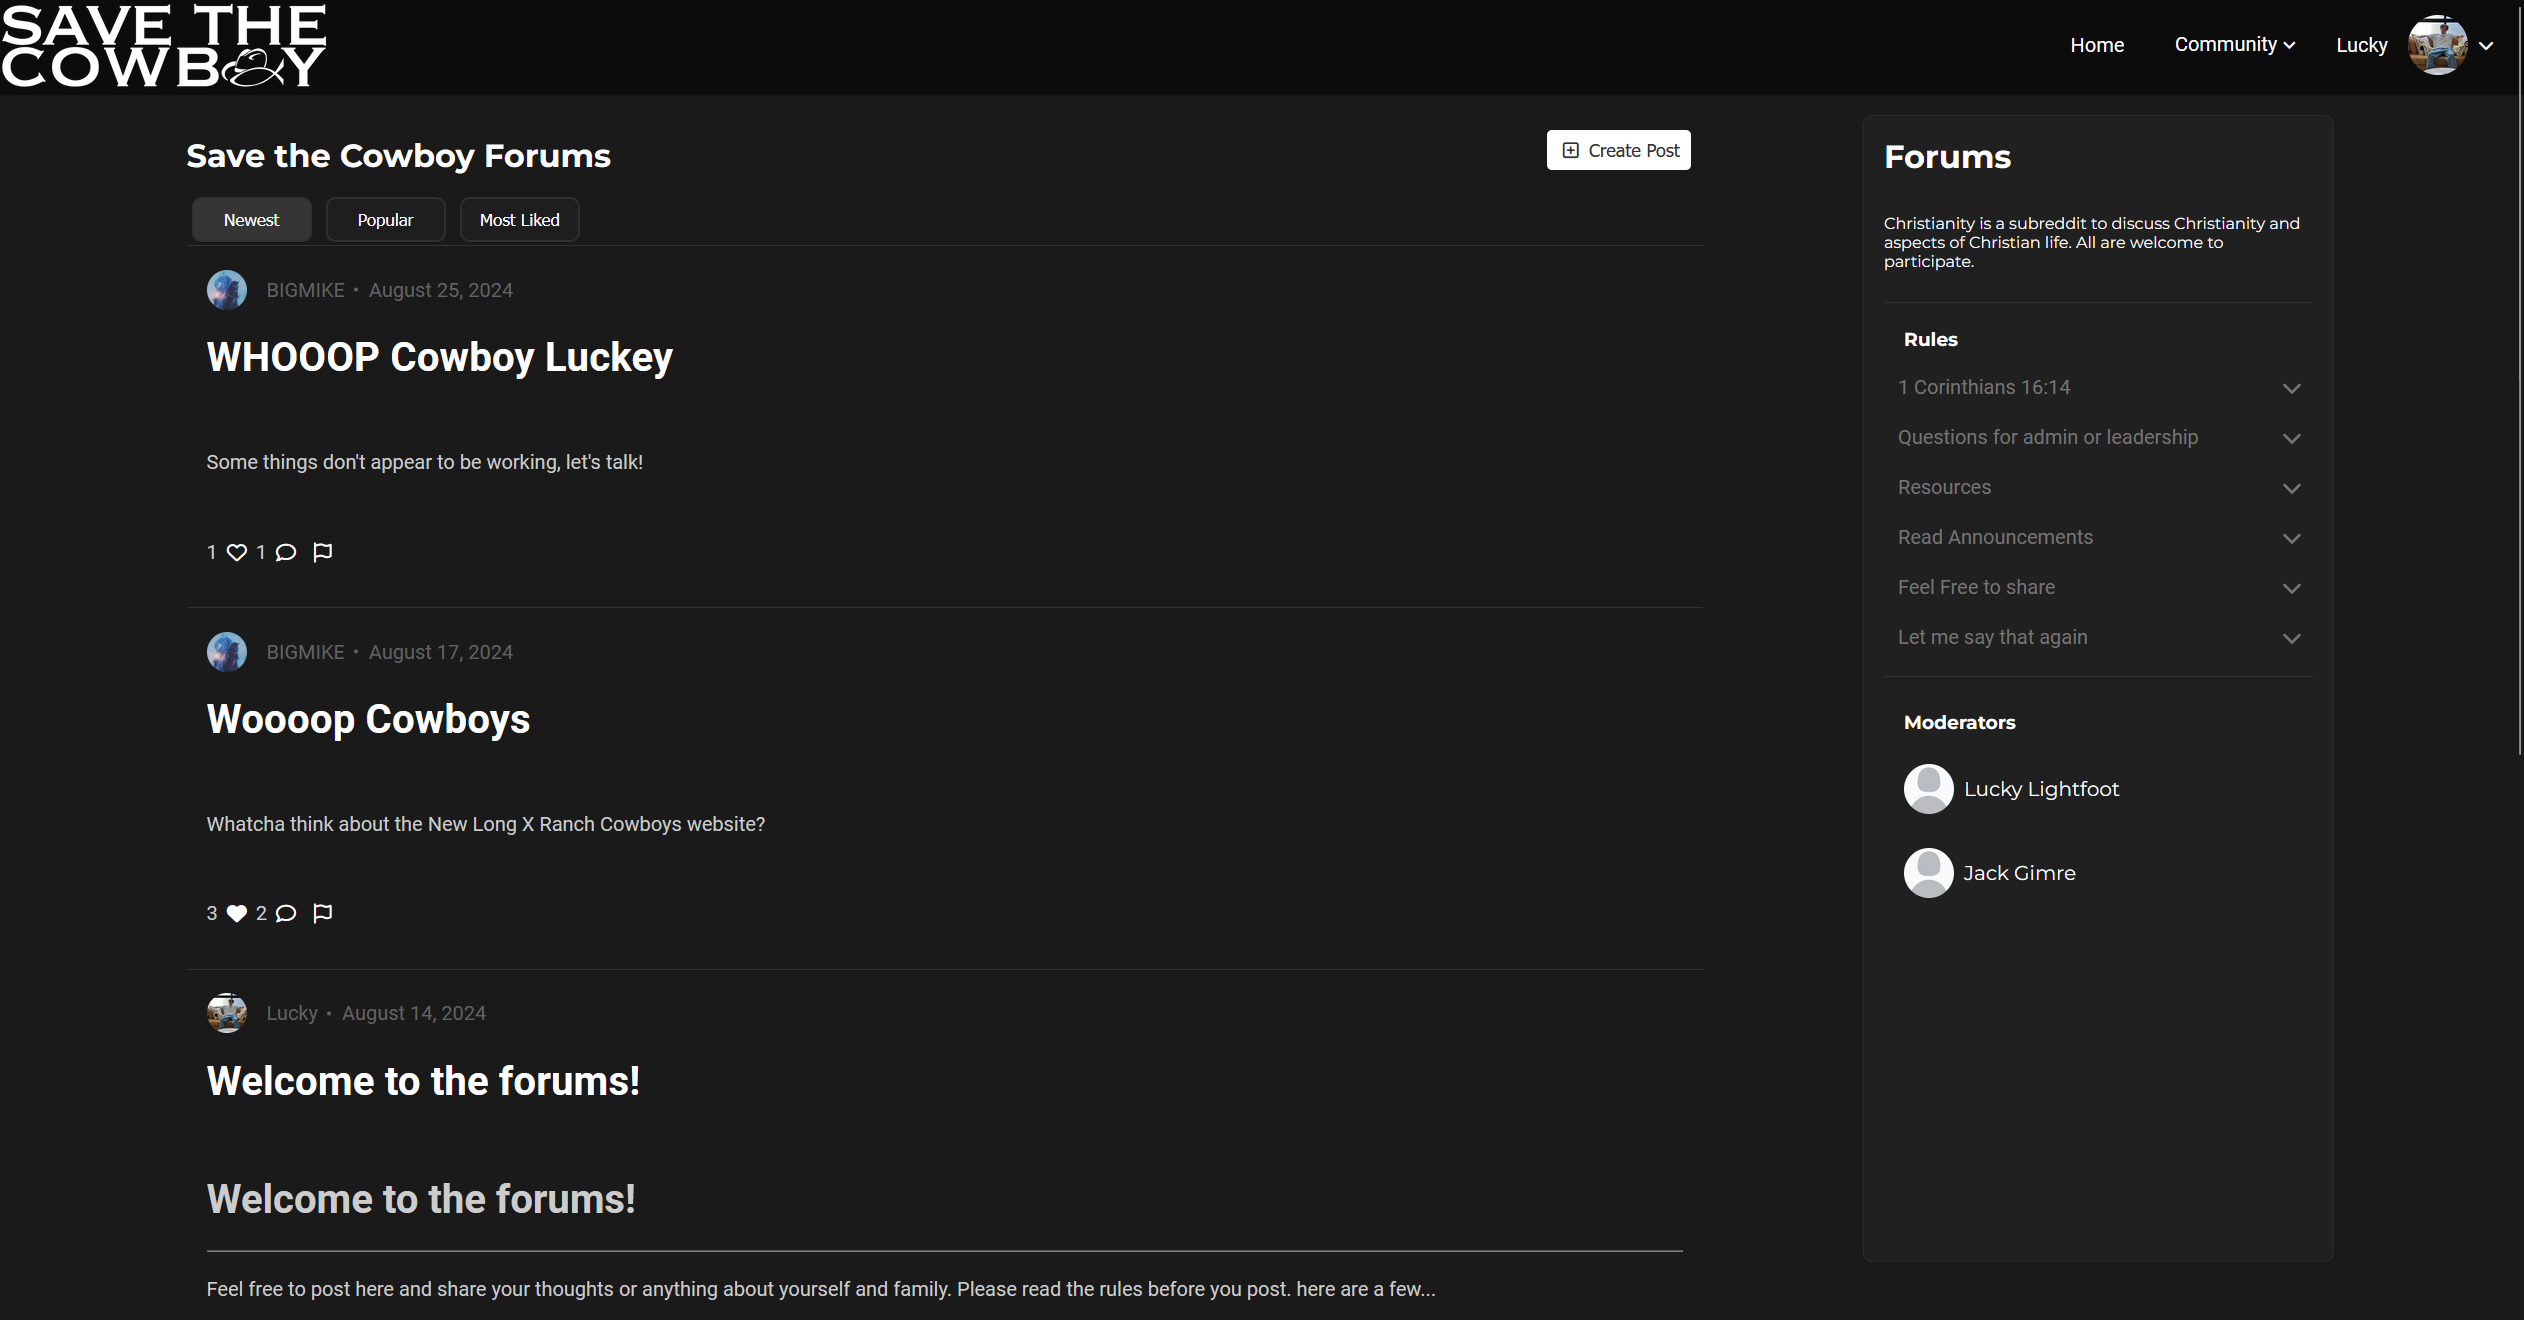 SAVE THE
COWBOY
Home
Community
Lucky
Save the Cowboy Forums
Create Post
Newest
Popular
Most Liked
BIGMIKE • August 25, 2024
WHOOOP Cowboy Luckey
Some things don't appear to be working, let's talk!
1 1
BIGMIKE • August 17, 2024
Woooop Cowboys
Whatcha think about the New Long X Ranch Cowboys website?
3 2
Lucky • August 14, 2024
Welcome to the forums!
Welcome to the forums!
Feel free to post here and share your thoughts or anything about yourself and family. Please read the rules before you post. here are a few...
Forums
Christianity is a subreddit to discuss Christianity and
aspects of Christian life. All are welcome to
participate.
Rules
1 Corinthians 16:14
Questions for admin or leadership
Resources
Read Announcements
Feel Free to share
Let me say that again
Moderators
Lucky Lightfoot
Jack Gimre